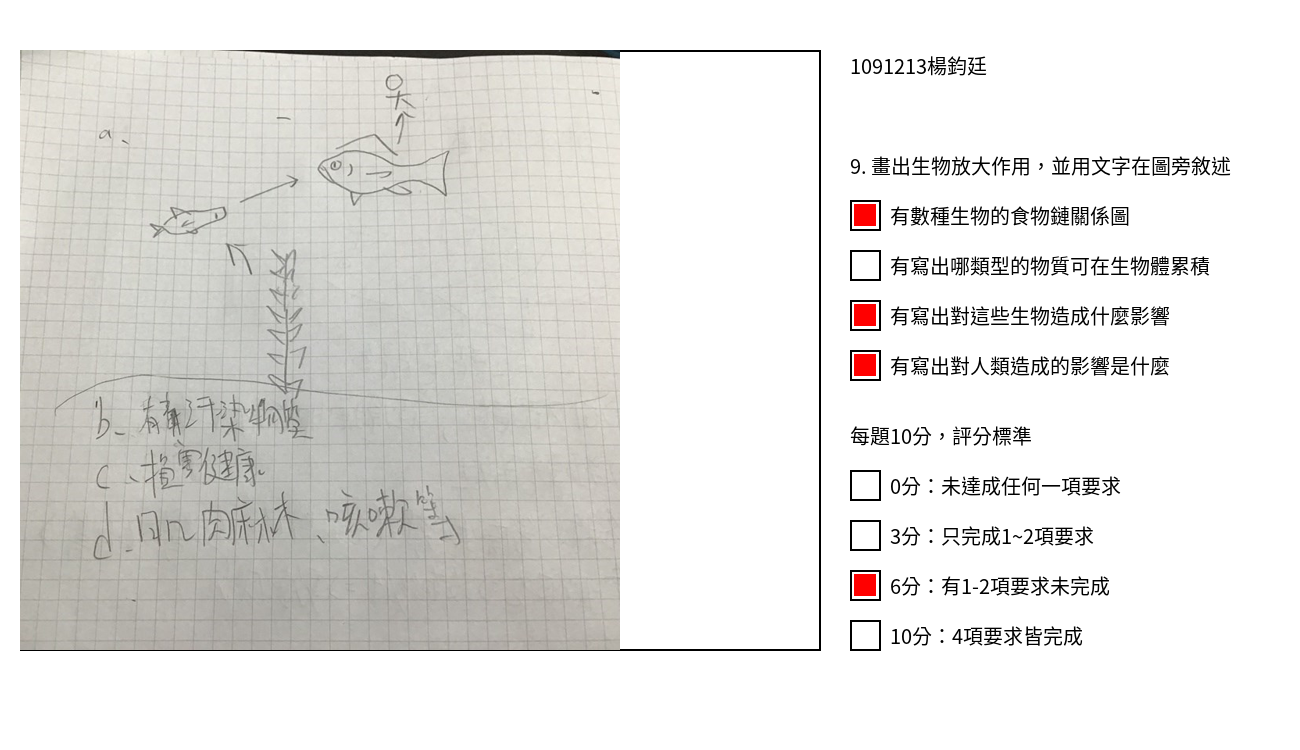 1091213楊鈞廷
a、
9. 畫出生物放大作用，並用文字在圖旁敘述
有數種生物的食物鏈關係圖
有寫出哪類型的物質可在生物體累積
有寫出對這些生物造成什麼影響
有寫出對人類造成的影響是什麼
b、有毒汙染物
c、損害健康。
每題10分，評分標準
d、肌肉麻木、咳嗽等
0分：未達成任何一項要求
3分：只完成1~2項要求
6分：有1-2項要求未完成
10分：4項要求皆完成